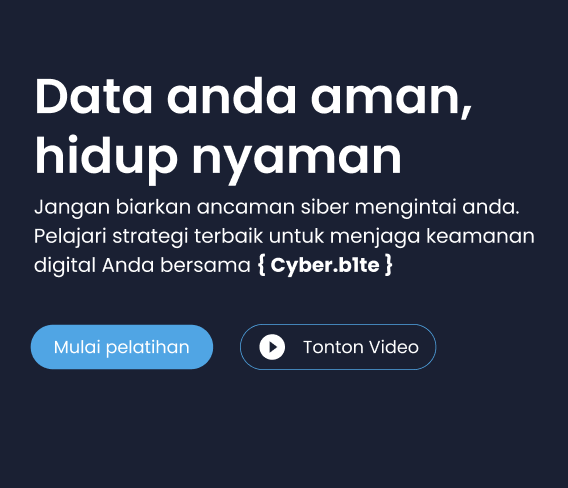 Data anda aman,
hidup nyaman
Jangan biarkan ancaman siber mengintai anda.
Pelajari strategi terbaik untuk menjaga keamanan
digital Anda bersama { Cyber.b1te }
Mulai pelatihan
Tonton Video